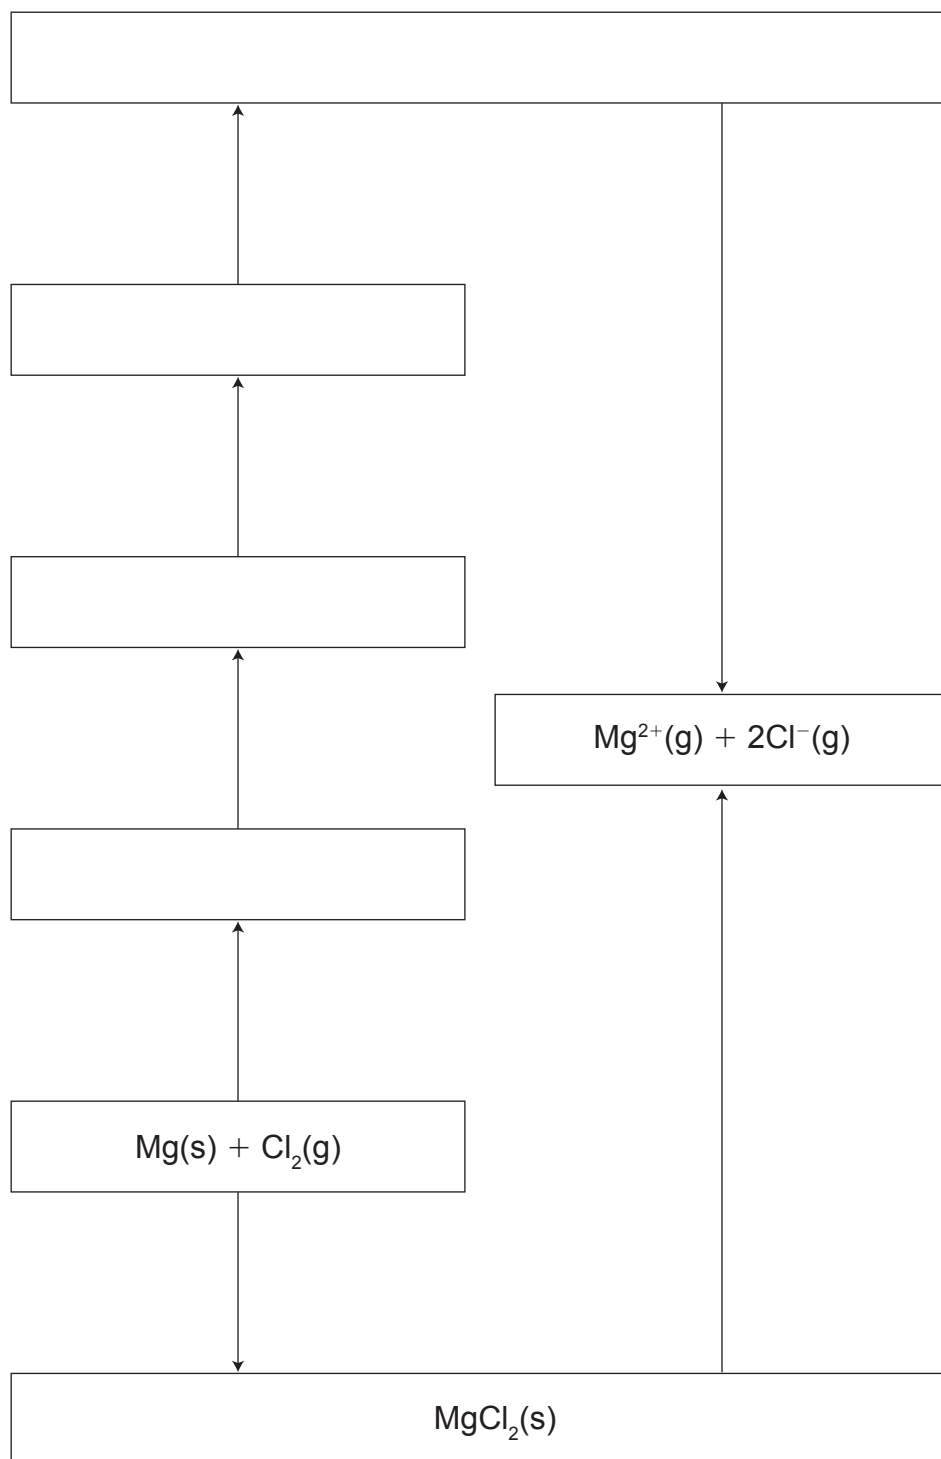 Mg²⁺(g) + 2Cl⁻(g)
Mg(s) + Cl₂(g)
MgCl₂(s)